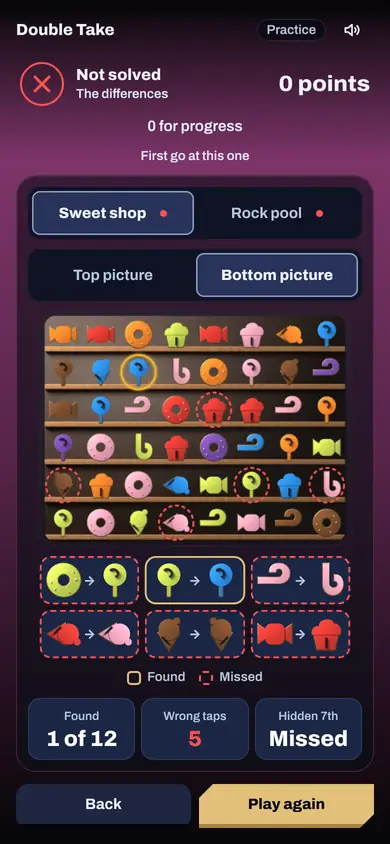 Double Take
Practice
Not solved
The differences
0 points
0 for progress
First go at this one
Sweet shop
Rock pool
Top picture
Bottom picture
Found
Missed
Found
1 of 12
Wrong taps
5
Hidden 7th
Missed
Back
Play again